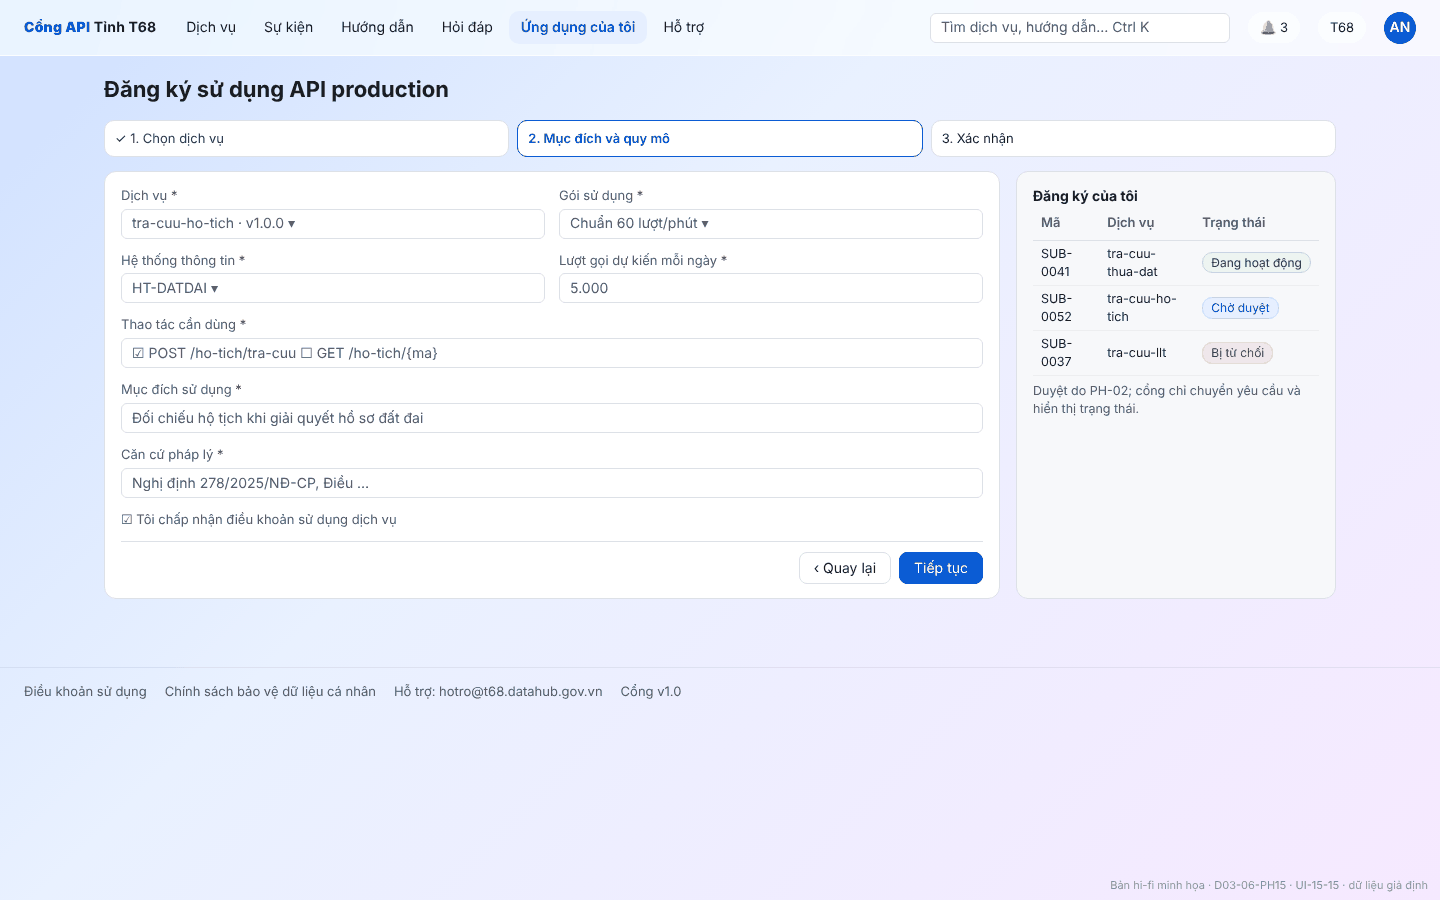 Cổng API Tỉnh T68 Dịch vụ Sự kiện Hướng dẫn Hỏi đáp Ứng dụng của tôi Hỗ trợ Tìm dịch vụ, hướng dẫn... Ctrl K 🔔 3 T68 AN
Đăng ký sử dụng API production
✓ 1. Chọn dịch vụ
2. Mục đích và quy mô
3. Xác nhận
Dịch vụ *
tra-cuu-ho-tich · v1.0.0 ▾
Gói sử dụng *
Chuẩn 60 lượt/phút ▾
Hệ thống thông tin *
HT-DATDAI ▾
Lượt gọi dự kiến mỗi ngày *
5.000
Thao tác cần dùng *
☑ POST /ho-tich/tra-cuu ☐ GET /ho-tich/{ma}
Mục đích sử dụng *
Đối chiếu hộ tịch khi giải quyết hồ sơ đất đai
Căn cứ pháp lý *
Nghị định 278/2025/NĐ-CP, Điều ...
☑ Tôi chấp nhận điều khoản sử dụng dịch vụ
‹ Quay lại
Tiếp tục
Đăng ký của tôi
Mã Dịch vụ Trạng thái
SUB-0041 tra-cuu-thua-dat Đang hoạt động
SUB-0052 tra-cuu-ho-tich Chờ duyệt
SUB-0037 tra-cuu-llt Bị từ chối
Duyệt do PH-02; cổng chỉ chuyển yêu cầu và
hiển thị trạng thái.
Điều khoản sử dụng Chính sách bảo vệ dữ liệu cá nhân Hỗ trợ: hotro@t68.datahub.gov.vn Cổng v1.0
Bản hi-fi minh họa · D03-06-PH15 · UI-15-15 · dữ liệu giả định